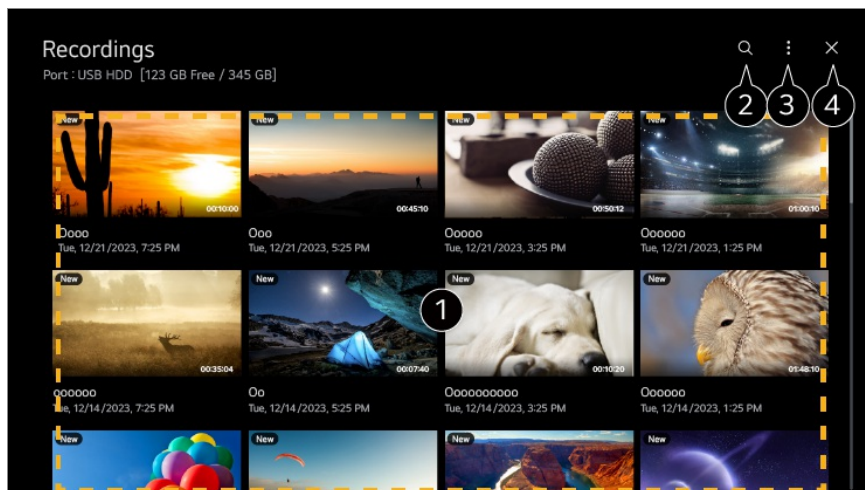 Recordings
Port : USB HDD [123 GB Free / 345 GB]
2 3 4
New New New New
00:10:00 00:45:10 00:50:12 01:00:10
Oooo Ooo Ooooo Oooooo
Tue, 12/21/2023, 7:25 PM Tue, 12/21/2023, 5:25 PM Tue, 12/21/2023, 3:25 PM Tue, 12/21/2023, 1:25 PM
New New New New
1
00:35:04 00:07:40 00:10:20 01:48:10
oooooo Oo Oooooooooo Oooooo
Tue, 12/14/2023, 7:25 PM Tue, 12/14/2023, 5:25 PM Tue, 12/14/2023, 3:25 PM Tue, 12/14/2023, 1:25 PM
New New New New